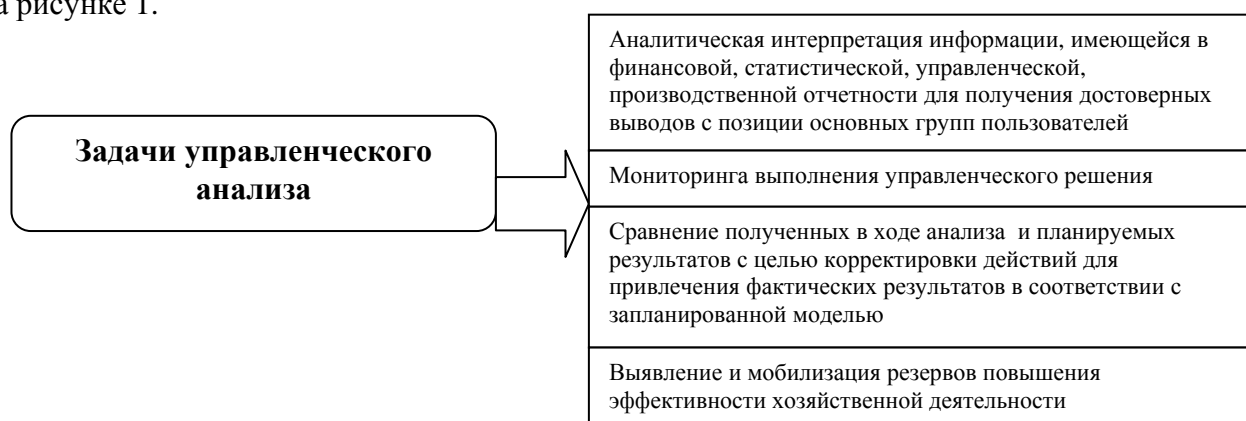 а рисунке 1.
Задачи управленческого
анализа
Аналитическая интерпретация информации, имеющейся в
финансовой, статистической, управленческой,
производственной отчетности для получения достоверных
выводов с позиции основных групп пользователей
Мониторинга выполнения управленческого решения
Сравнение полученных в ходе анализа и планируемых
результатов с целью корректировки действий для
привлечения фактических результатов в соответствии с
запланированной моделью
Выявление и мобилизация резервов повышения
эффективности хозяйственной деятельности